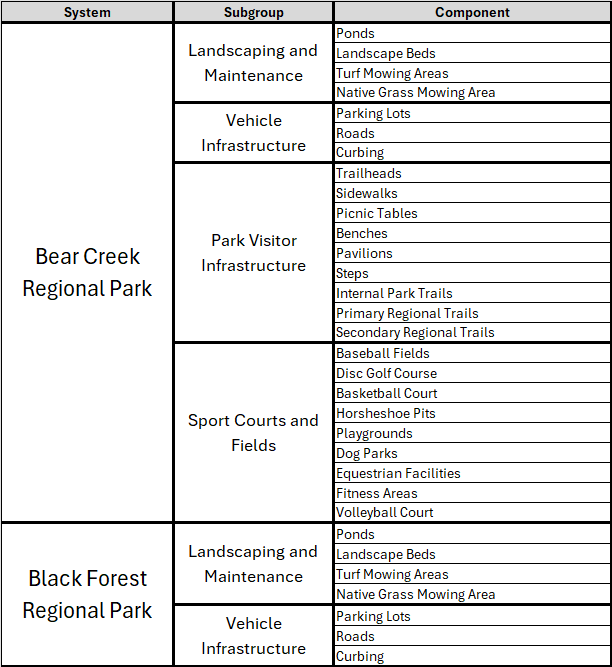 System Subgroup Component
Bear Creek
Regional Park
Landscaping and
Maintenance
Ponds
Landscape Beds
Turf Mowing Areas
Native Grass Mowing Area
Vehicle
Infrastructure
Parking Lots
Roads
Curbing
Park Visitor
Infrastructure
Trailheads
Sidewalks
Picnic Tables
Benches
Pavilions
Steps
Internal Park Trails
Primary Regional Trails
Secondary Regional Trails
Sport Courts and
Fields
Baseball Fields
Disc Golf Course
Basketball Court
Horsheshoe Pits
Playgrounds
Dog Parks
Equestrian Facilities
Fitness Areas
Volleyball Court
Black Forest
Regional Park
Landscaping and
Maintenance
Ponds
Landscape Beds
Turf Mowing Areas
Native Grass Mowing Area
Vehicle
Infrastructure
Parking Lots
Roads
Curbing